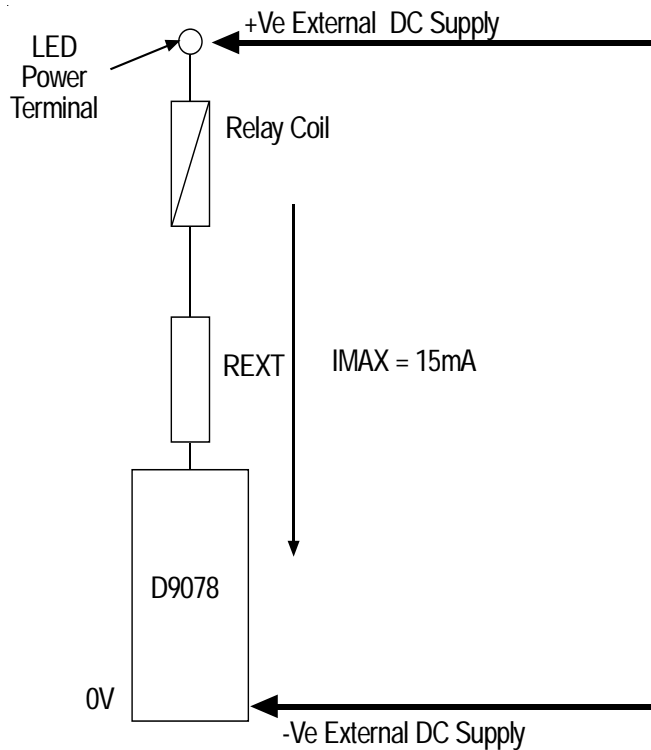 +Ve External DC Supply
LED
Power
Terminal
Relay Coil
REXT
IMAX = 15mA
D9078
0V
-Ve External DC Supply